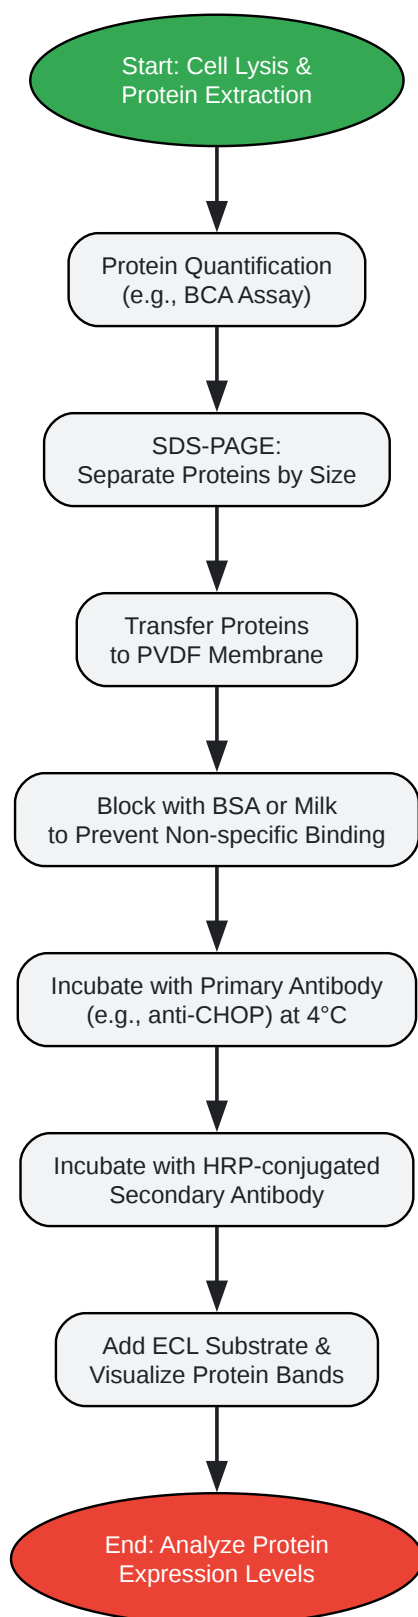 Start: Cell Lysis &
Protein Extraction
Protein Quantification
(e.g., BCA Assay)
SDS-PAGE:
Separate Proteins by Size
Transfer Proteins
to PVDF Membrane
Block with BSA or Milk
to Prevent Non-specific Binding
Incubate with Primary Antibody
(e.g., anti-CHOP) at 4°C
Incubate with HRP-conjugated
Secondary Antibody
Add ECL Substrate &
Visualize Protein Bands
End: Analyze Protein
Expression Levels